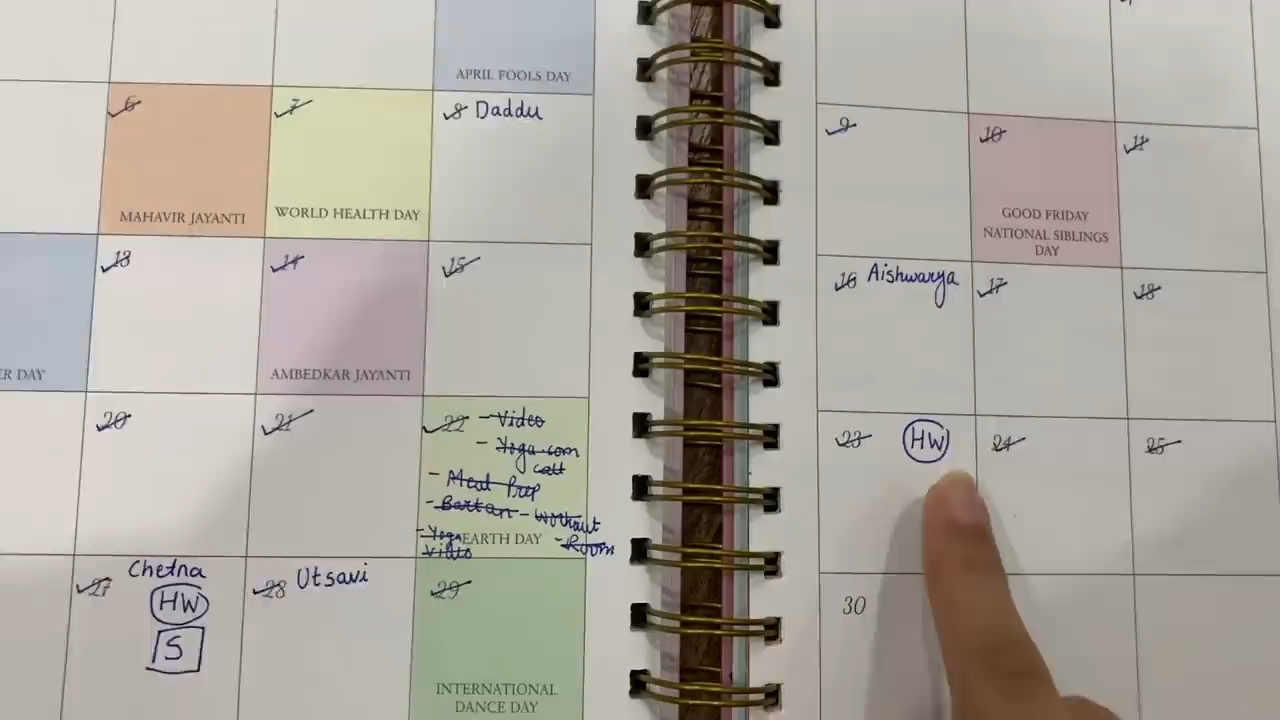 APRIL FOOLS DAY
6
7
8 Daddu
9
10
11
MAHAVIR JAYANTI
WORLD HEALTH DAY
GOOD FRIDAY
NATIONAL SIBLINGS
DAY
13
14
15
16 Aishwarya
17
18
ER DAY
AMBEDKAR JAYANTI
20
21
22 - Video
- Yoga.com
call
- Meal Prep
- Bartan - Workout
- Yoga
Video
EARTH DAY
- Room
23 HW
24
25
27 Chetna
HW
S
28 Utsavi
29
INTERNATIONAL
DANCE DAY
30